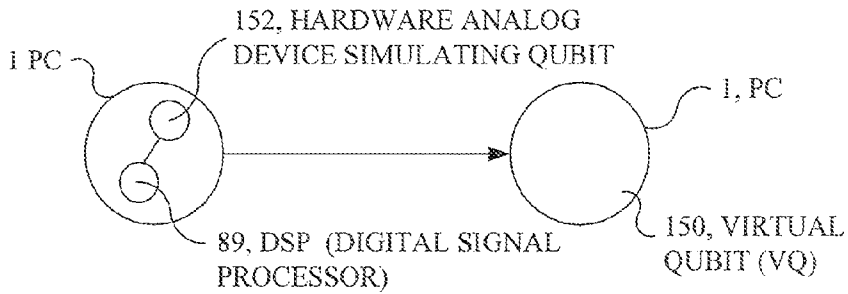 152, HARDWARE ANALOG
DEVICE SIMULATING QUBIT
1 PC
1, PC
89, DSP (DIGITAL SIGNAL
PROCESSOR)
150, VIRTUAL
QUBIT (VQ)